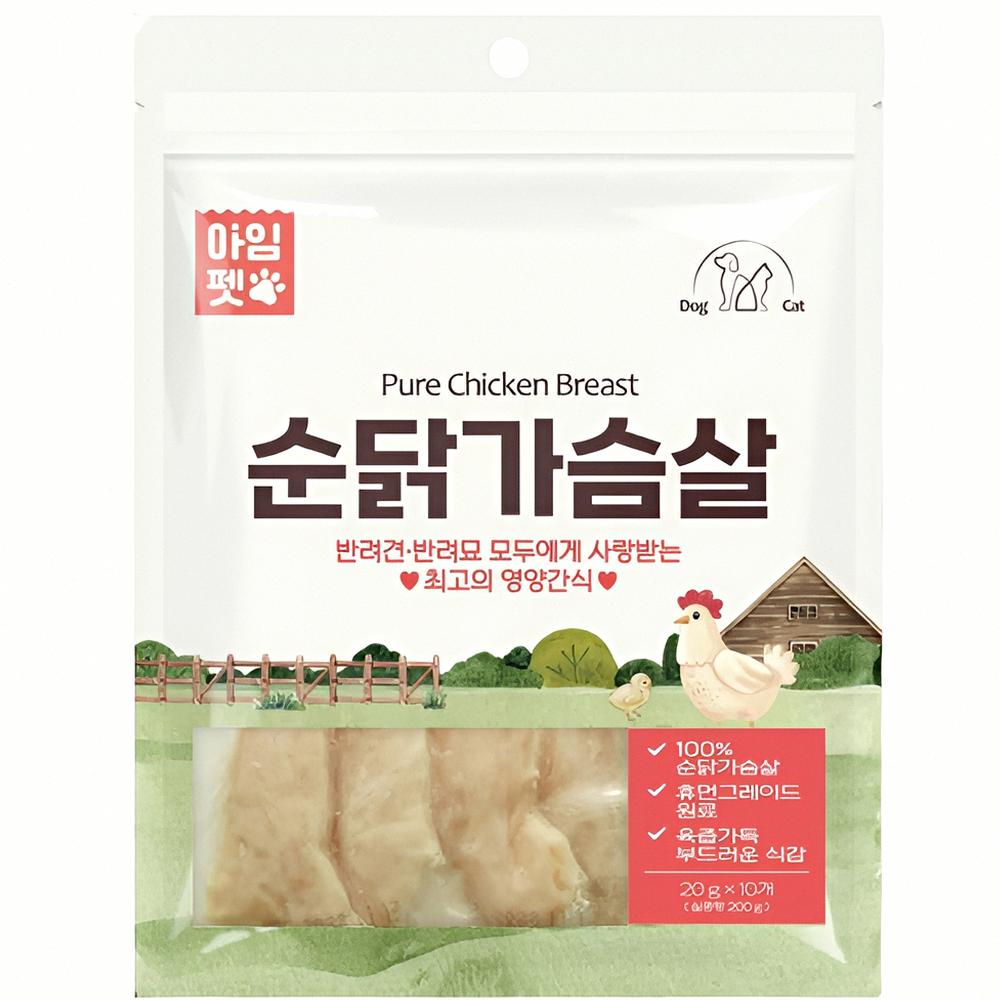 아임
펫
Dog
Cat
Pure Chicken Breast
순닭가슴살
반려견·반려묘 모두에게 사랑받는
최고의 영양간식
100%
순닭가슴살
휴먼그레이드
원료
육즙가득
부드러운 식감
20g×10개
200g)